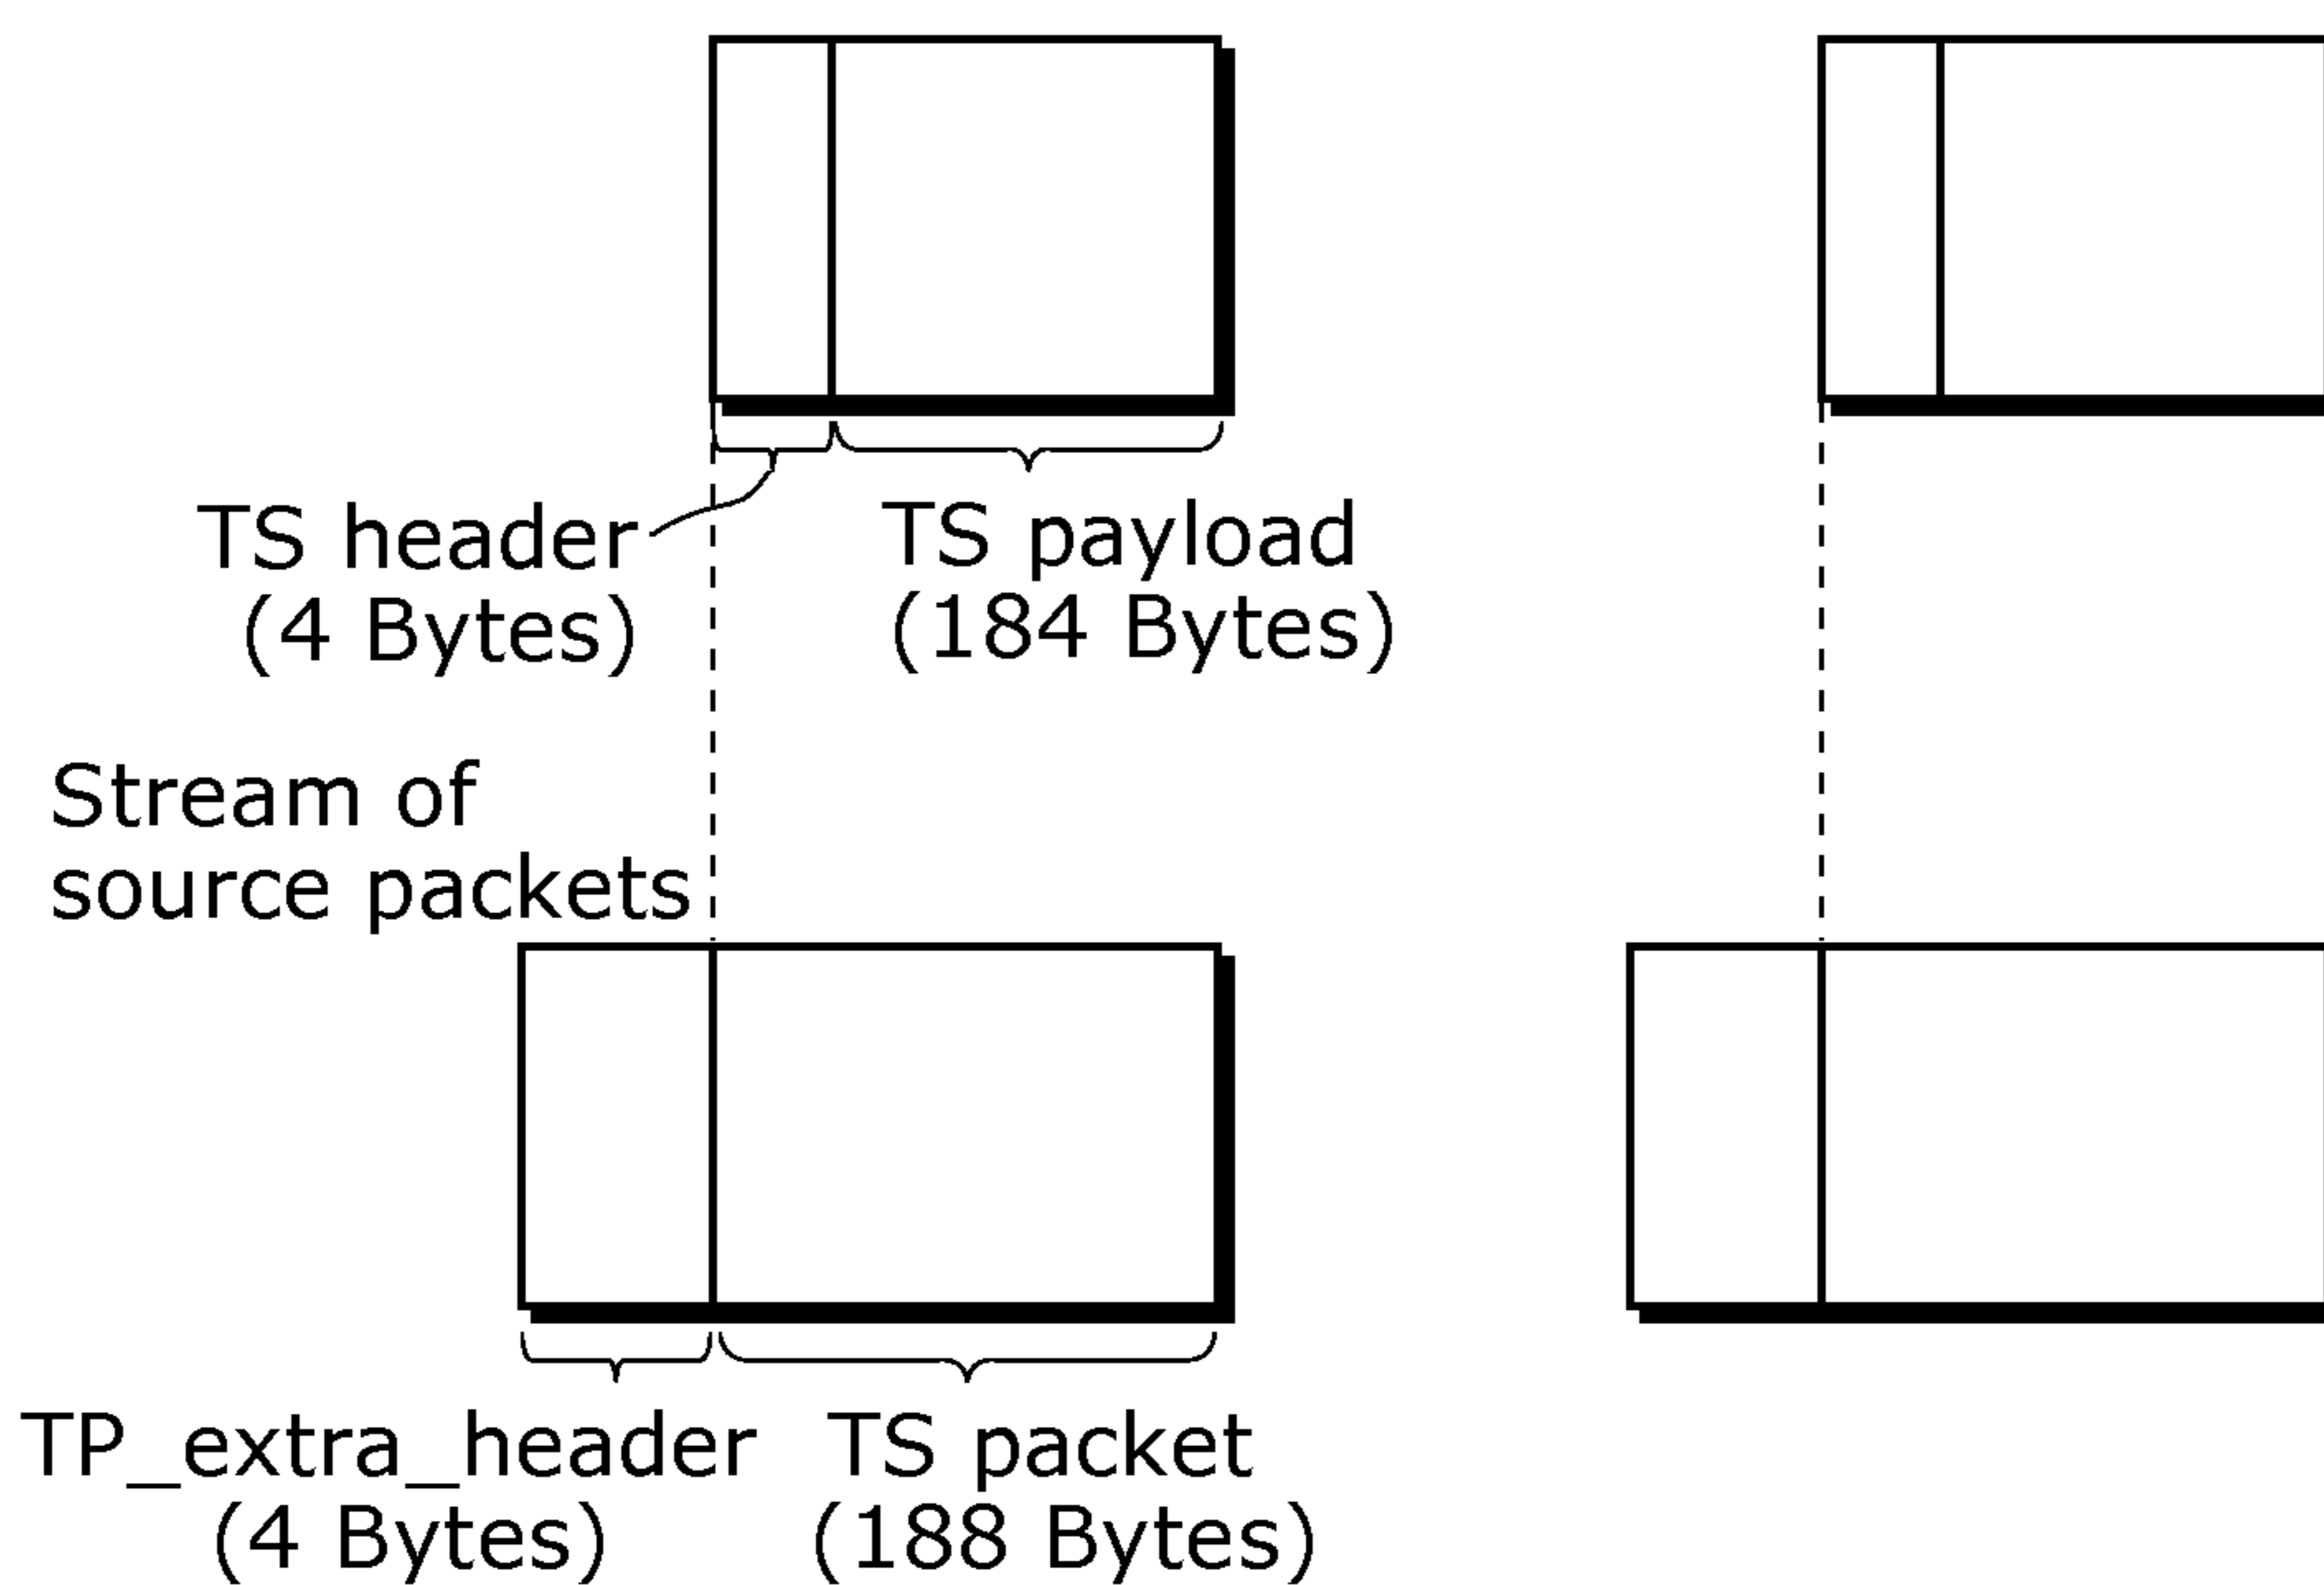 TS header
(4 Bytes)
TS payload
(184 Bytes)
Stream of
source packets
TP_extra_header
(4 Bytes)
TS packet
(188 Bytes)